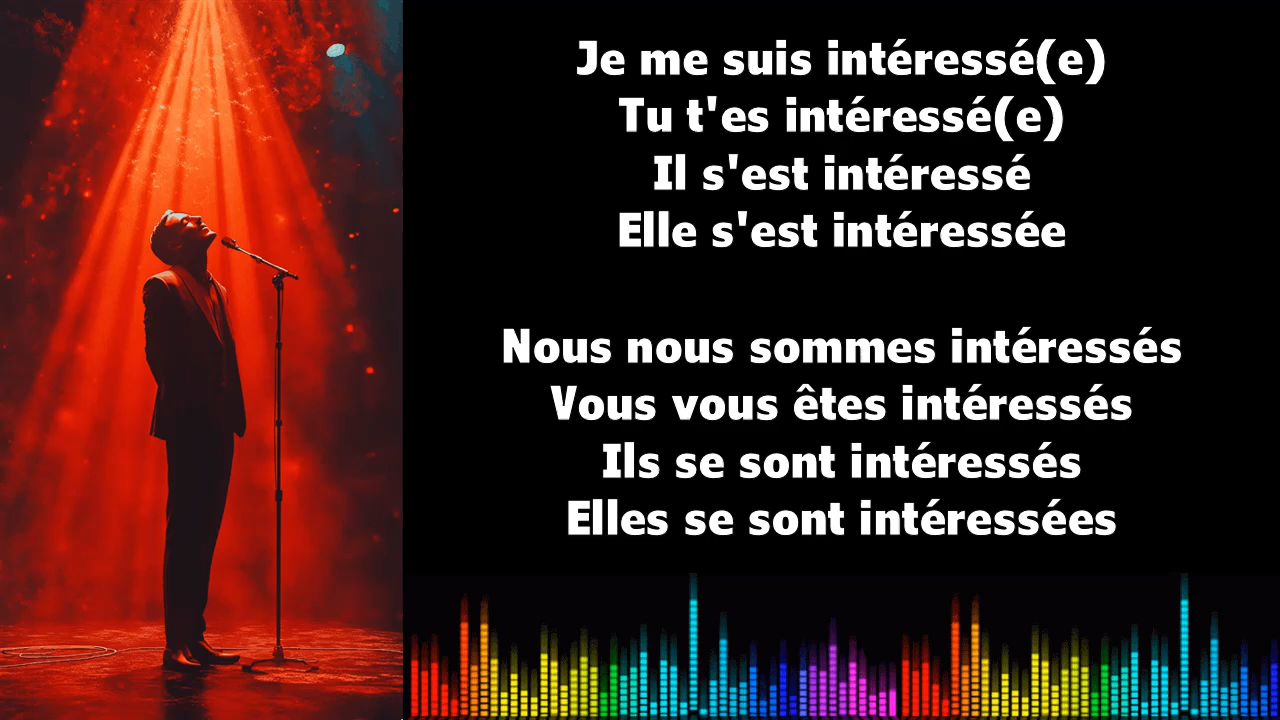 Je me suis intéressé(e)
Tu t'es intéressé(e)
Il s'est intéressé
Elle s'est intéressée
Nous nous sommes intéressés
Vous vous êtes intéressés
Ils se sont intéressés
Elles se sont intéressées